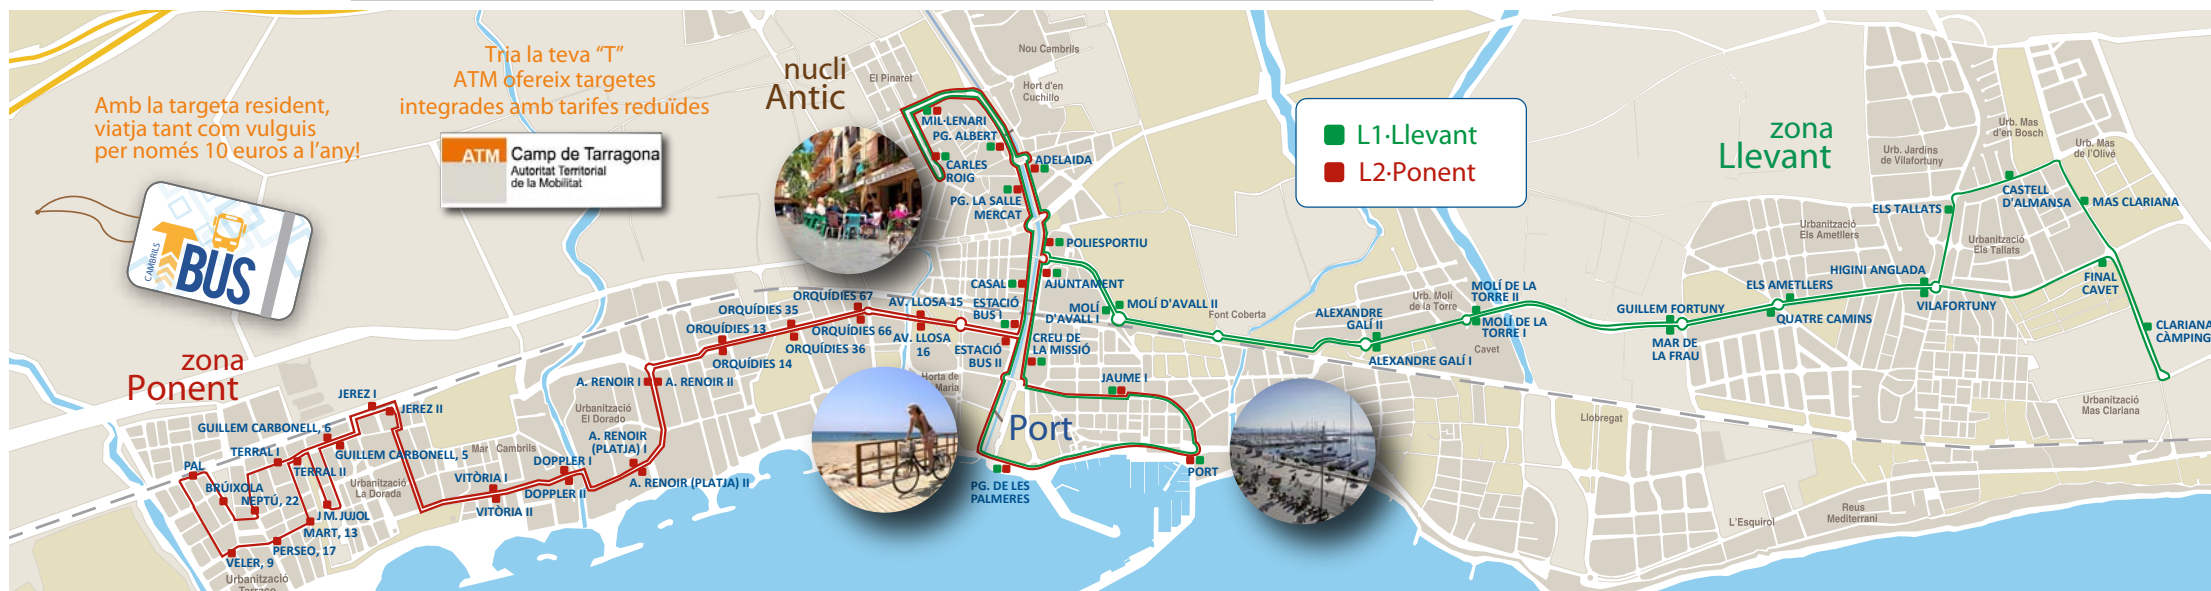 Amb la targeta resident,
viatja tant com vulguis
per només 10 euros a l'any!
CAMBRILS
BUS
Tria la teva “T”
ATM ofereix targetes
integrades amb tarifes reduïdes
ATM
Camp de Tarragona
Autoritat Territorial
de la Mobilitat
nucli
Antic
El Pinaret
Nou Cambrils
Hort d'en
Cuchillo
MIL·LENARI
PG. ALBERT
CARLES
ROIG
ADELAIDA
PG. LA SALLE
MERCAT
POLIESPORTIU
CASAL
AJUNTAMENT
ESTACIÓ
BUS I
MOLÍ
D'AVALL I
MOLÍ D'AVALL II
Font Coberta
ESTACIÓ
BUS II
CREU DE
LA MISSIÓ
JAUME I
Horta de
Maria
Port
PORT
PG. DE LES
PALMERES
L1·Llevant
L2·Ponent
zona
Llevant
Urb. Mas
d'en Bosch
Urb. Jardins
de Vilafortuny
Urb. Mas
de l'Olivé
CASTELL
D'ALMANSA
MAS CLARIANA
ELS TALLATS
Urbanització
Els Ametllers
Urbanització
Els Tallats
HIGINI ANGLADA
FINAL
CAVET
ELS AMETLLERS
VILAFORTUNY
QUATRE CAMINS
GUILLEM FORTUNY
MAR DE
LA FRAU
CLARIANA
CÀMPING
Urbanització
Mas Clariana
MOLÍ DE LA
TORRE II
Urb. Molí
de la Torre
MOLÍ DE LA
TORRE I
Cavet
ALEXANDRE
GALÍ II
ALEXANDRE GALÍ I
Llobregat
L'Esquirol
Reus
Mediterrani
zona
Ponent
ORQUÍDIES 67
AV. LLOSA 15
ORQUÍDIES 35
ORQUÍDIES 13
ORQUÍDIES 66
AV. LLOSA
16
ORQUÍDIES 36
ORQUÍDIES 14
A. RENOIR I
A. RENOIR II
Urbanització
El Dorado
A. RENOIR
(PLATJA) I
A. RENOIR (PLATJA) II
JEREZ I
JEREZ II
GUILLEM CARBONELL, 6
GUILLEM CARBONELL, 5
Mar Cambrils
DOPPLER I
DOPPLER II
VITÒRIA I
VITÒRIA II
TERRAL I
TERRAL II
Urbanització
La Dorada
PAL
BRÚIXOLA
NEPTÚ, 22
J M. JUJOL
MART, 13
PERSEO, 17
VELER, 9
Urbanització
Tarraco